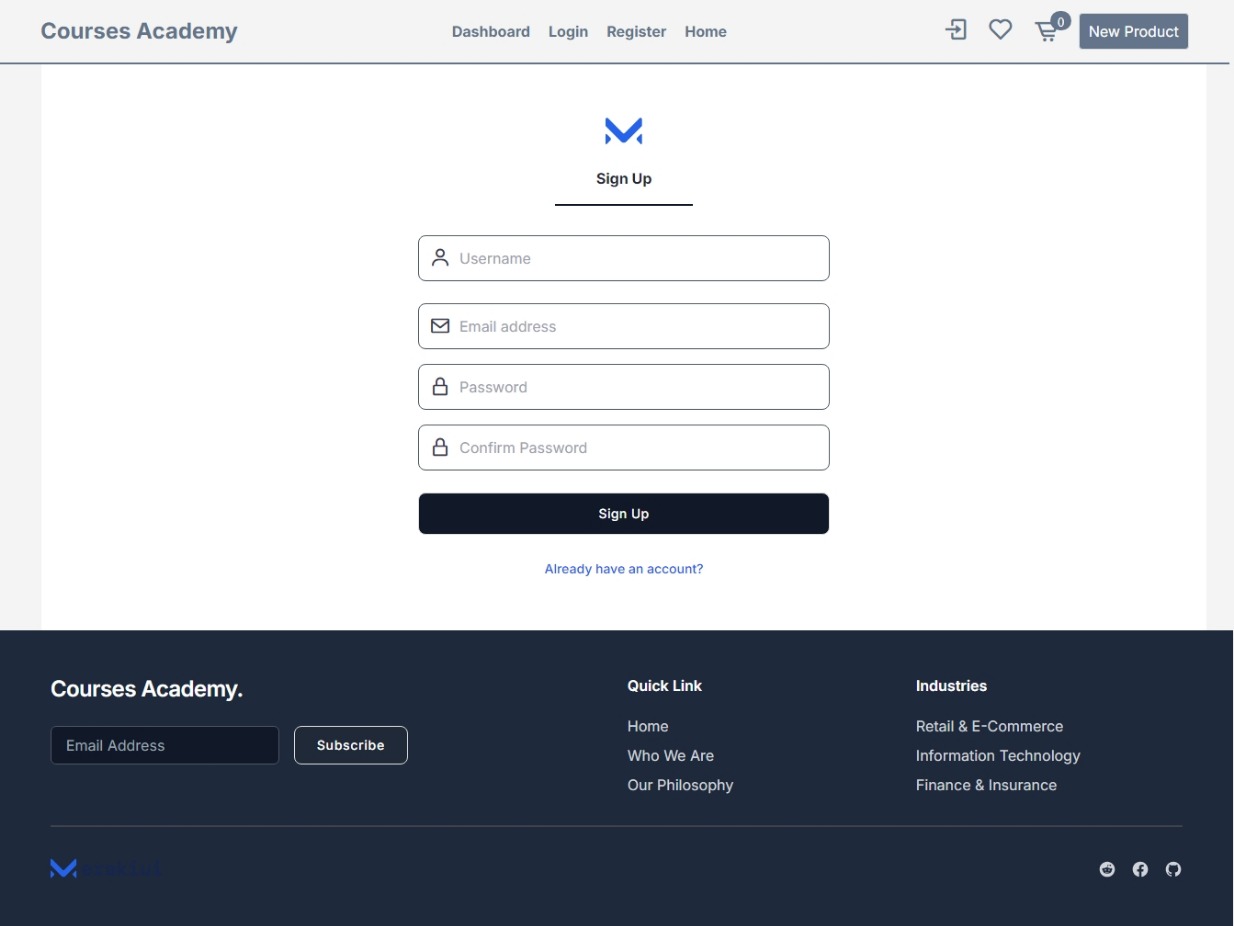 Courses Academy
Dashboard Login Register Home
0
New Product
Sign Up
Username
Email address
Password
Confirm Password
Sign Up
Already have an account?
Courses Academy.
Email Address
Subscribe
Quick Link
Home
Who We Are
Our Philosophy
Industries
Retail & E-Commerce
Information Technology
Finance & Insurance